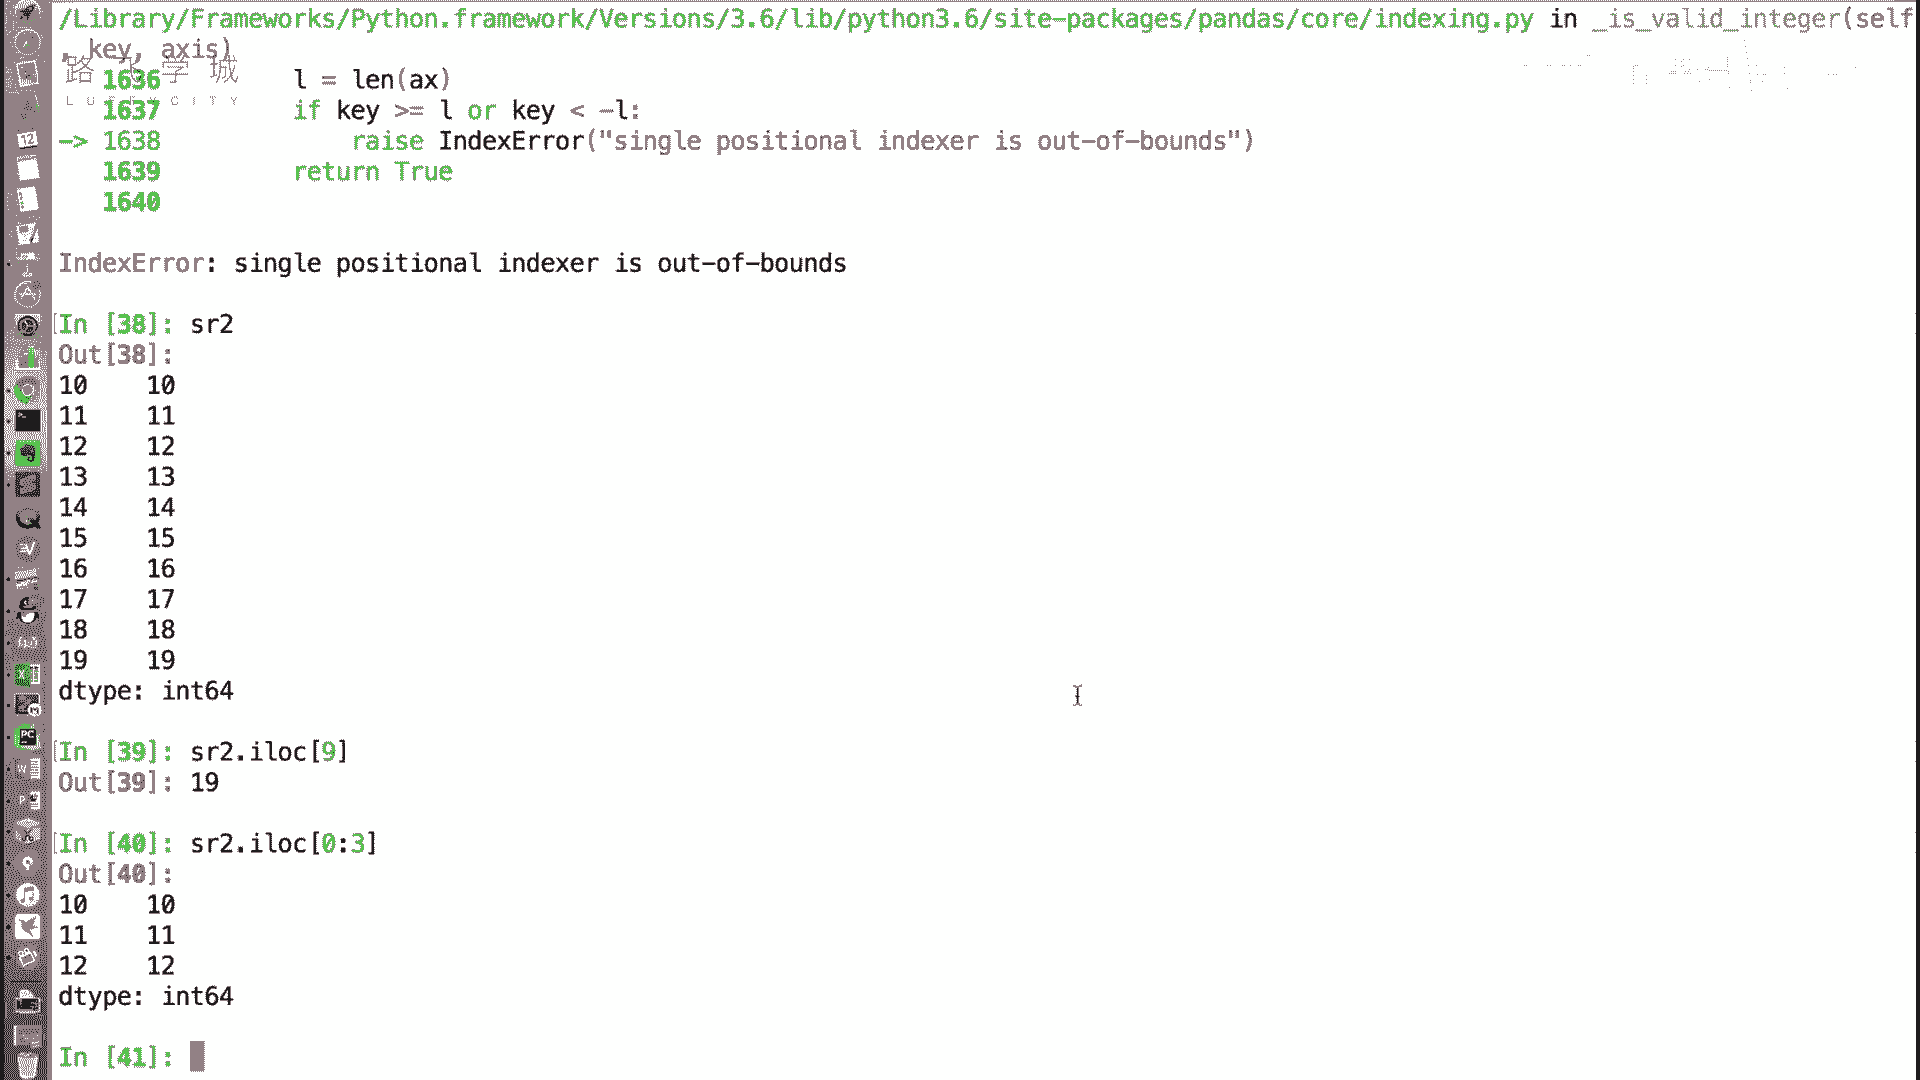 /Library/Frameworks/Python.framework/Versions/3.6/lib/python3.6/site-packages/pandas/core/indexing.py in _is_valid_integer(self
, key, axis)
路飞学城
LUFFYCITY
1636         l = len(ax)
1637         if key >= l or key < -l:
-> 1638             raise IndexError("single positional indexer is out-of-bounds")
1639         return True
1640
IndexError: single positional indexer is out-of-bounds
In [38]: sr2
Out[38]:
10    10
11    11
12    12
13    13
14    14
15    15
16    16
17    17
18    18
19    19
dtype: int64
In [39]: sr2.iloc[9]
Out[39]: 19
In [40]: sr2.iloc[0:3]
Out[40]:
10    10
11    11
12    12
dtype: int64
In [41]: